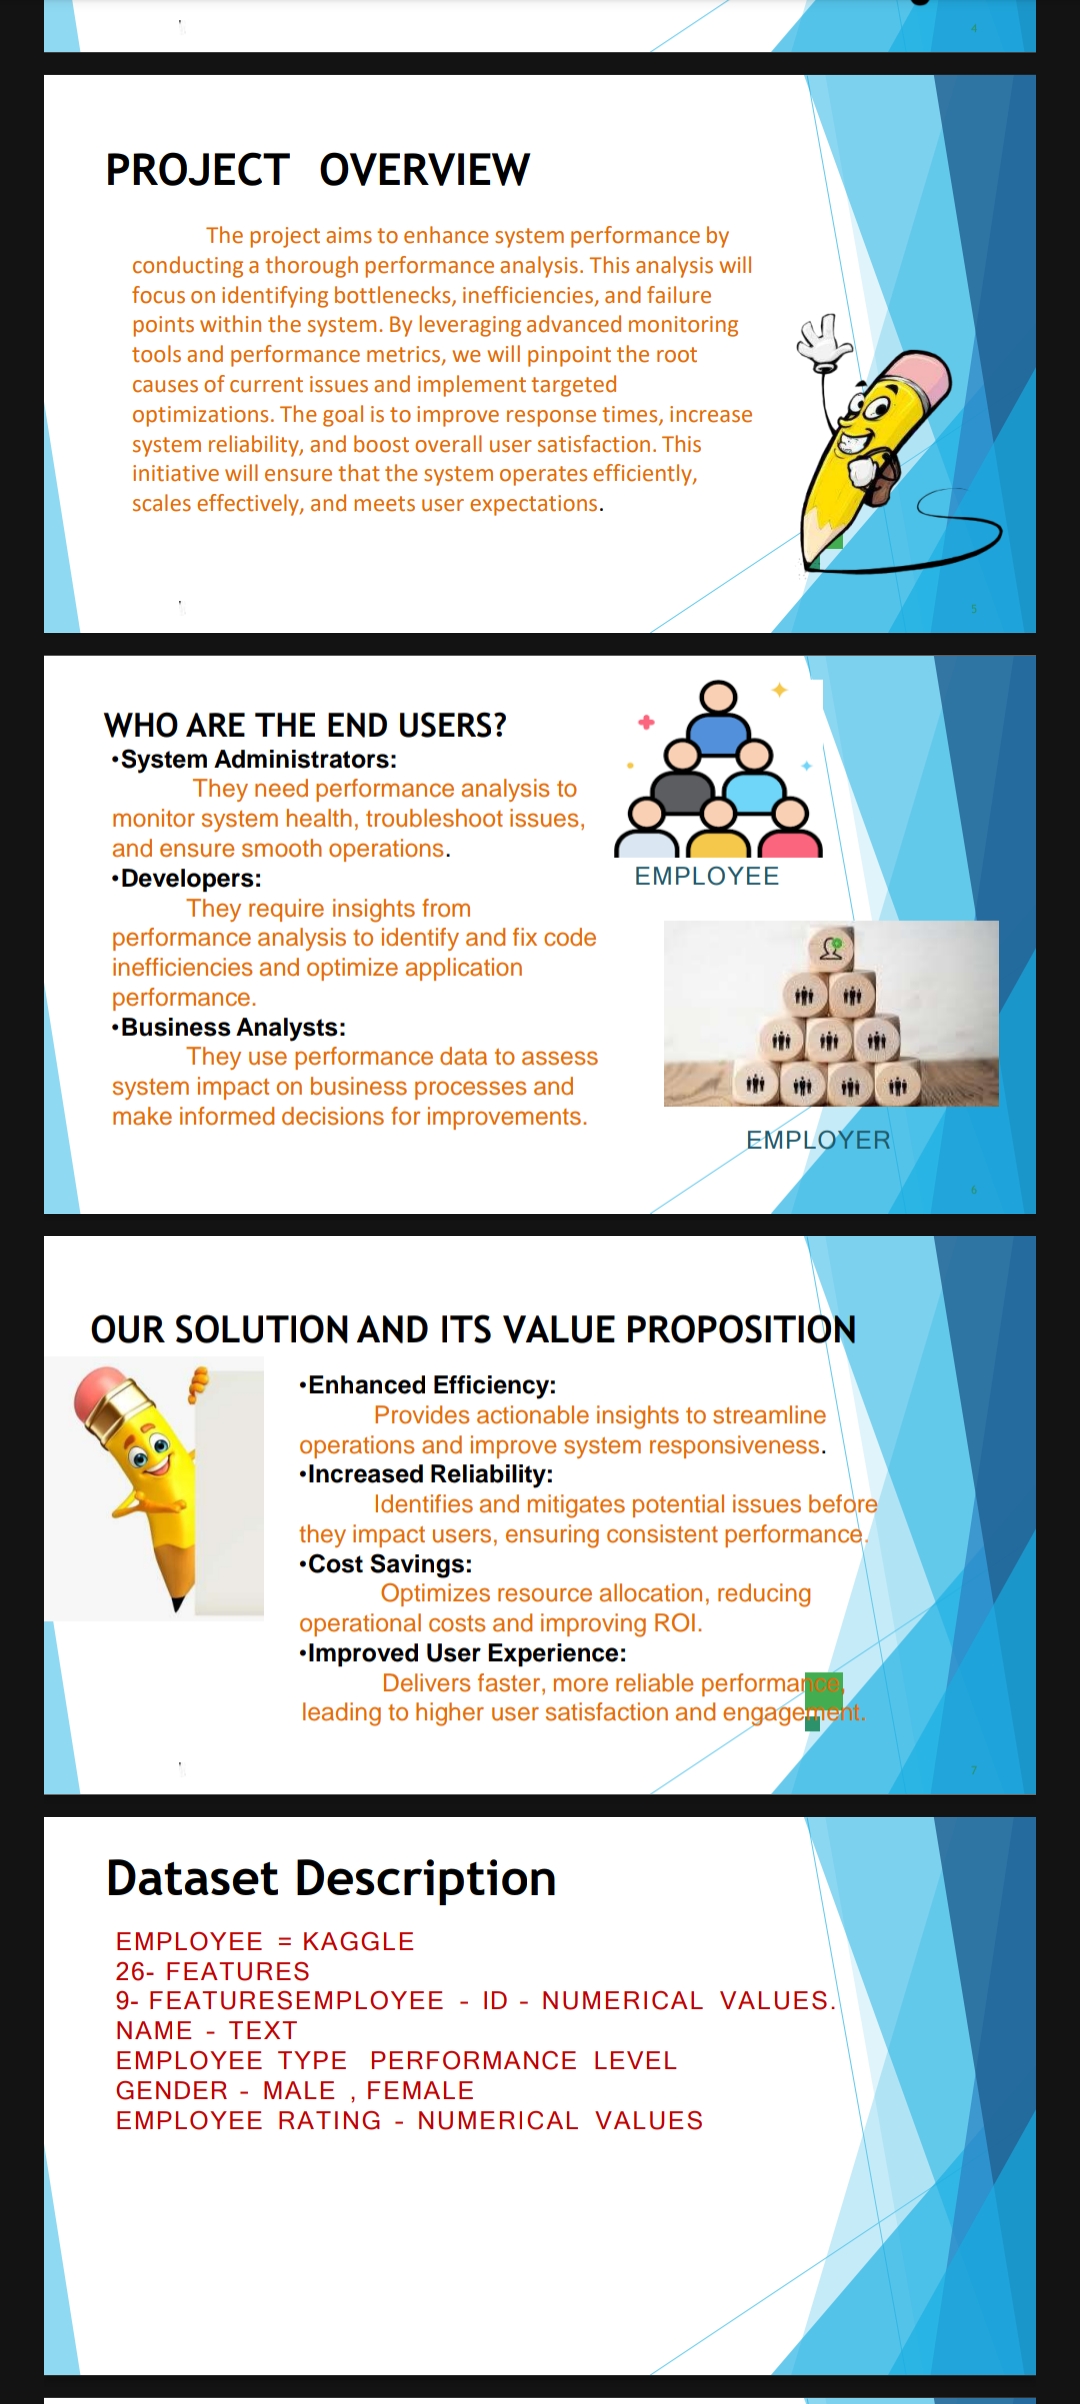 4
PROJECT OVERVIEW
The project aims to enhance system performance by
conducting a thorough performance analysis. This analysis will
focus on identifying bottlenecks, inefficiencies, and failure
points within the system. By leveraging advanced monitoring
tools and performance metrics, we will pinpoint the root
causes of current issues and implement targeted
optimizations. The goal is to improve response times, increase
system reliability, and boost overall user satisfaction. This
initiative will ensure that the system operates efficiently,
scales effectively, and meets user expectations.
5
WHO ARE THE END USERS?
•System Administrators:
They need performance analysis to
monitor system health, troubleshoot issues,
and ensure smooth operations.
•Developers:
They require insights from
performance analysis to identify and fix code
inefficiencies and optimize application
performance.
•Business Analysts:
They use performance data to assess
system impact on business processes and
make informed decisions for improvements.
EMPLOYEE
EMPLOYER
6
OUR SOLUTION AND ITS VALUE PROPOSITION
•Enhanced Efficiency:
Provides actionable insights to streamline
operations and improve system responsiveness.
•Increased Reliability:
Identifies and mitigates potential issues before
they impact users, ensuring consistent performance.
•Cost Savings:
Optimizes resource allocation, reducing
operational costs and improving ROI.
•Improved User Experience:
Delivers faster, more reliable performance,
leading to higher user satisfaction and engagement.
7
Dataset Description
EMPLOYEE = KAGGLE
26- FEATURES
9- FEATURESEMPLOYEE - ID - NUMERICAL VALUES.
NAME - TEXT
EMPLOYEE TYPE PERFORMANCE LEVEL
GENDER - MALE , FEMALE
EMPLOYEE RATING - NUMERICAL VALUES